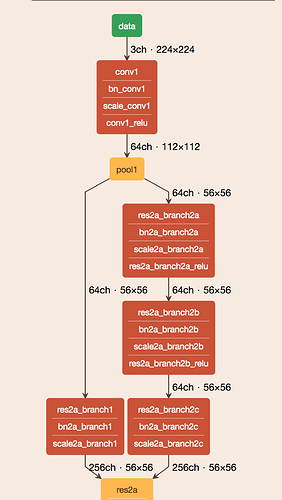 data
3ch · 224×224
conv1
bn_conv1
scale_conv1
conv1_relu
64ch · 112×112
pool1
64ch · 56×56
res2a_branch2a
bn2a_branch2a
scale2a_branch2a
res2a_branch2a_relu
64ch · 56×56
64ch · 56×56
res2a_branch2b
bn2a_branch2b
scale2a_branch2b
res2a_branch2b_relu
64ch · 56×56
res2a_branch1
bn2a_branch1
scale2a_branch1
res2a_branch2c
bn2a_branch2c
scale2a_branch2c
256ch · 56×56
256ch · 56×56
res2a